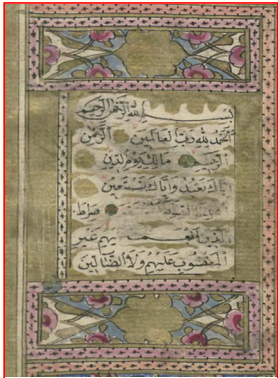 بسم الله الرحمن الرحيم
الحمد لله رب العالمين الرحمن
الرحيم مالك يوم الدين
اياك نعبد واياك نستعين
صراط
الذين انعمت عليهم غير
المغضوب عليهم ولا الضالين